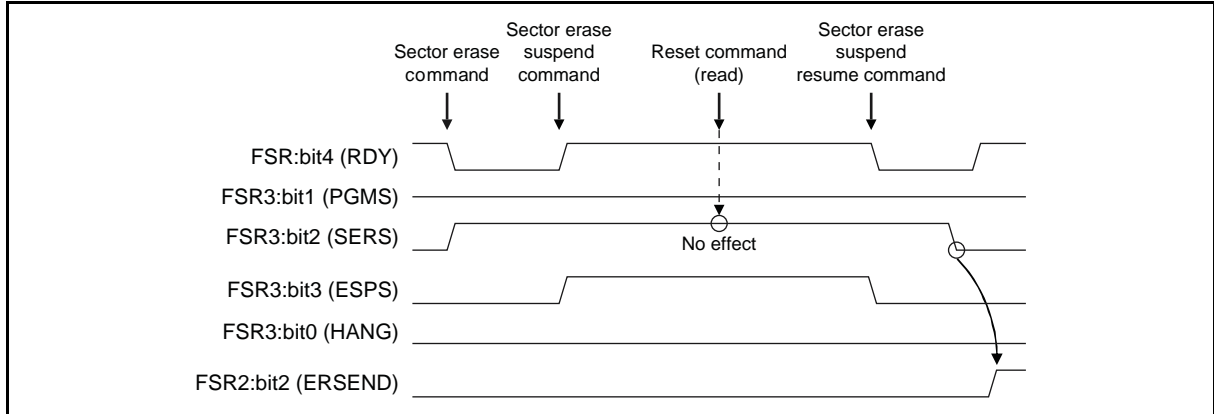 Sector erase
command
Sector erase
suspend
command
Reset command
(read)
Sector erase
suspend
resume command
FSR:bit4 (RDY)
FSR3:bit1 (PGMS)
FSR3:bit2 (SERS)
No effect
FSR3:bit3 (ESPS)
FSR3:bit0 (HANG)
FSR2:bit2 (ERSEND)